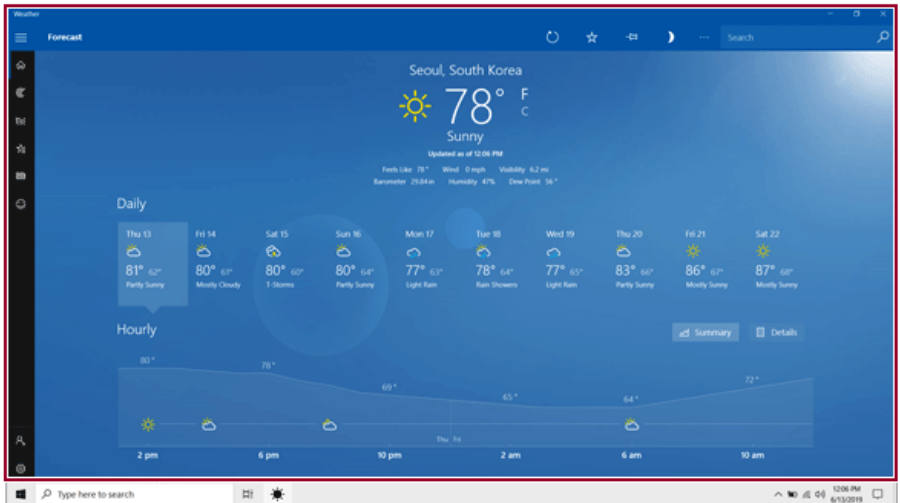 Weather
Forecast
Search
Seoul, South Korea
78° F
C
Sunny
Updated as of 12:06 PM
Feels Like 78° Wind 0 mph Visibility 6.2 mi
Barometer 29.84 in Humidity 47% Dew Point 56°
Daily
Thu 13 Fri 14 Sat 15 Sun 16 Mon 17 Tue 18 Wed 19 Thu 20 Fri 21 Sat 22
81° 62° 80° 61° 80° 60° 80° 64° 77° 63° 78° 64° 77° 65° 83° 66° 86° 67° 87° 68°
Partly Sunny Mostly Cloudy T-Storms Partly Sunny Light Rain Rain Showers Light Rain Partly Sunny Mostly Sunny Mostly Sunny
Hourly
Summary Details
80° 78° 69° 65° 64° 72°
Thu Fri
2 pm 6 pm 10 pm 2 am 6 am 10 am
Type here to search
12:06 PM
6/13/2019